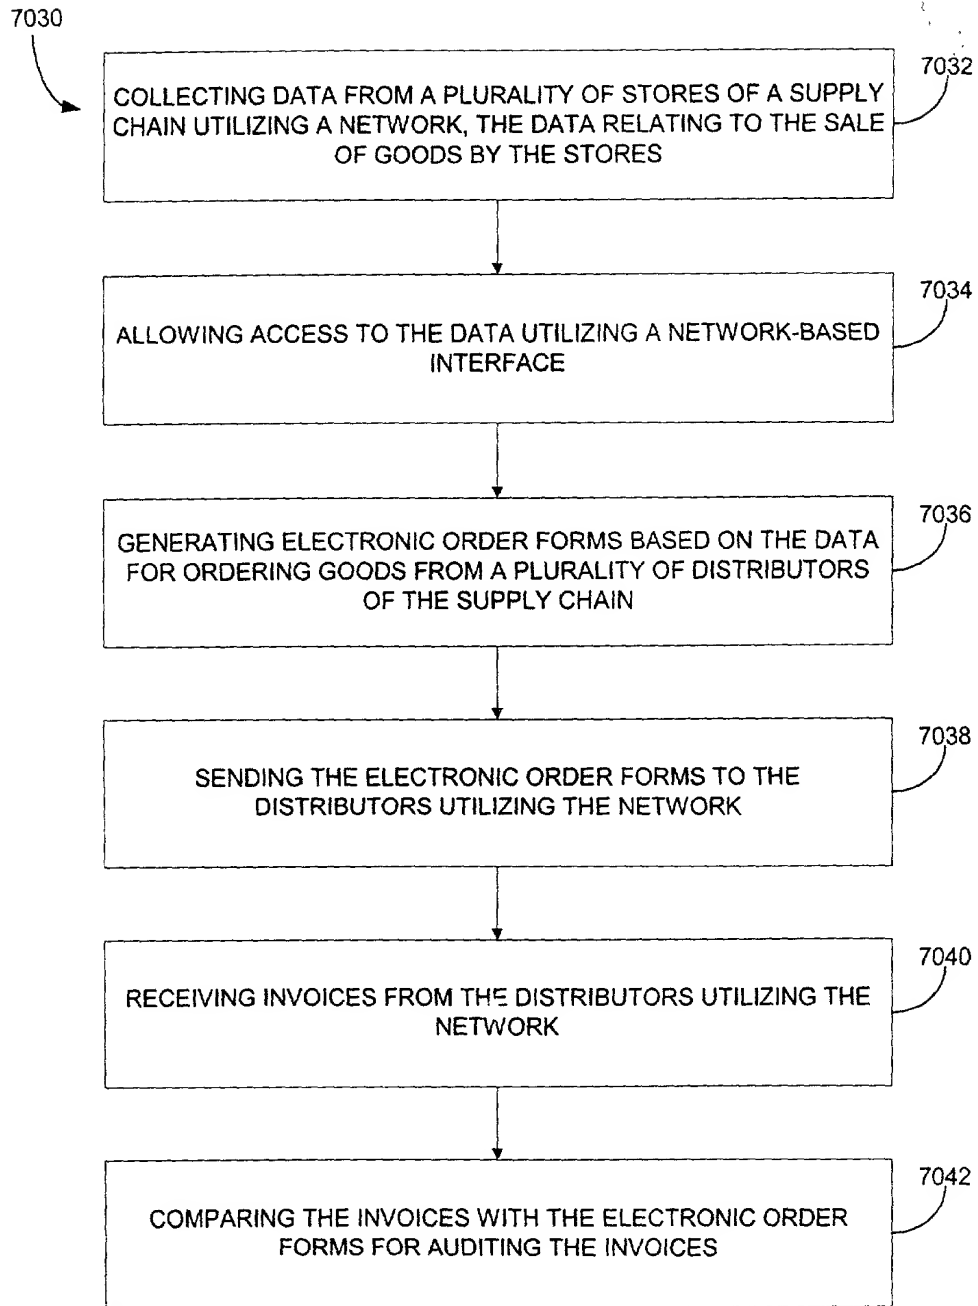 7030
7032
COLLECTING DATA FROM A PLURALITY OF STORES OF A SUPPLY
CHAIN UTILIZING A NETWORK, THE DATA RELATING TO THE SALE
OF GOODS BY THE STORES
7034
ALLOWING ACCESS TO THE DATA UTILIZING A NETWORK-BASED
INTERFACE
7036
GENERATING ELECTRONIC ORDER FORMS BASED ON THE DATA
FOR ORDERING GOODS FROM A PLURALITY OF DISTRIBUTORS
OF THE SUPPLY CHAIN
7038
SENDING THE ELECTRONIC ORDER FORMS TO THE
DISTRIBUTORS UTILIZING THE NETWORK
7040
RECEIVING INVOICES FROM THE DISTRIBUTORS UTILIZING THE
NETWORK
7042
COMPARING THE INVOICES WITH THE ELECTRONIC ORDER
FORMS FOR AUDITING THE INVOICES